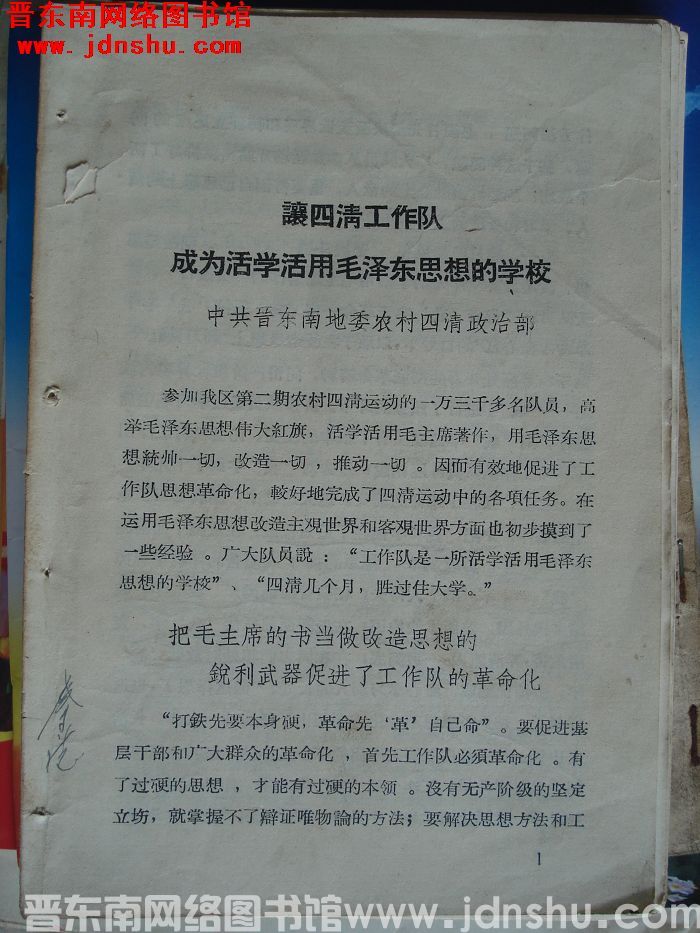 晋东南网络图书馆
www.jdnshu.com
讓四淸工作队
成为活学活用毛泽东思想的学校
中共晋东南地委农村四清政治部
参加我区第二期农村四淸运动的一万三千多名队员，高
举毛泽东思想伟大紅旗，活学活用毛主席著作，用毛泽东思
想統帅一切，改造一切，推动一切。因而有效地促进了工
作队思想革命化，較好地完成了四淸运动中的各項任务。在
运用毛泽东思想改造主覌世界和客覌世界方面也初步摸到了
一些经驗。广大队员說：“工作队是一所活学活用毛泽东
思想的学校”、“四淸几个月，胜过住大学。”
把毛主席的书当做改造思想的
銳利武器促进了工作队的革命化
“打鉄先要本身硬，革命先‘革’自己命”。要促进基
层干部和广大群众的革命化，首先工作队必須革命化。有
了过硬的思想，才能有过硬的本领。沒有无产阶级的坚定
立场，就掌握不了辯证唯物論的方法；要解决思想方法和工
1
晋东南网络图书馆www.jdnshu.com